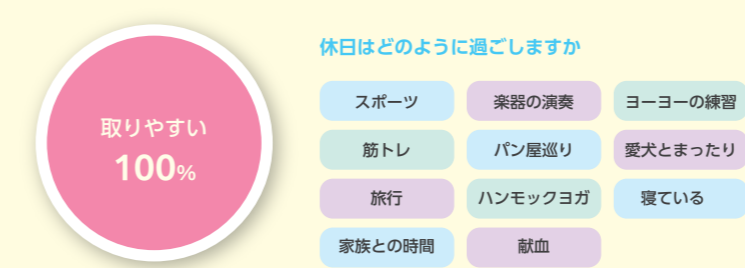 取りやすい
100%
休日はどのように過ごしますか
スポーツ
楽器の演奏
ヨーヨーの練習
筋トレ
パン屋巡り
愛犬とまったり
旅行
ハンモックヨガ
寝ている
家族との時間
献血